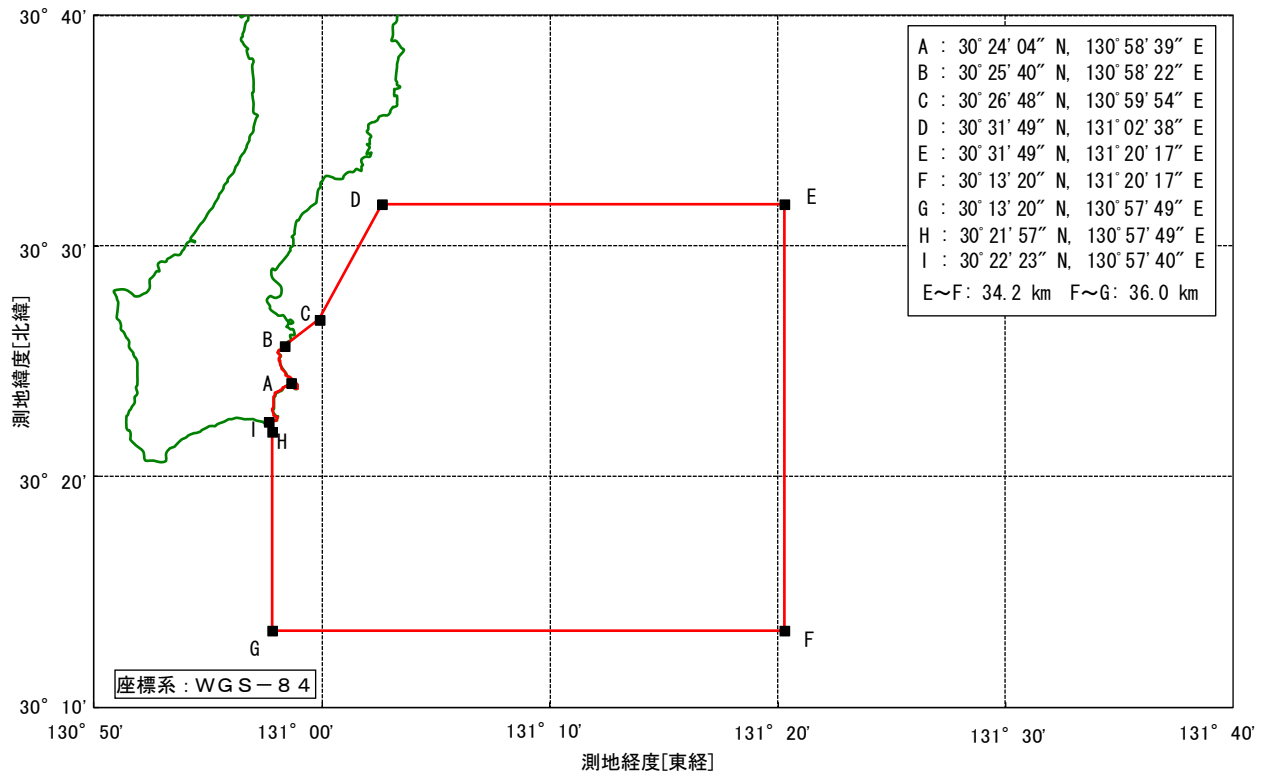 30° 40'
A : 30°24'04" N, 130°58'39" E
B : 30°25'40" N, 130°58'22" E
C : 30°26'48" N, 130°59'54" E
D : 30°31'49" N, 131°02'38" E
E : 30°31'49" N, 131°20'17" E
F : 30°13'20" N, 131°20'17" E
G : 30°13'20" N, 130°57'49" E
H : 30°21'57" N, 130°57'49" E
I : 30°22'23" N, 130°57'40" E
E～F: 34.2 km F～G: 36.0 km
D
E
30° 30'
C
B
A
I
H
測地緯度[北緯]
30° 20'
G
F
座標系：ＷＧＳ－８４
30° 10'
130° 50' 131° 00' 131° 10' 131° 20' 131° 30' 131° 40'
測地経度[東経]